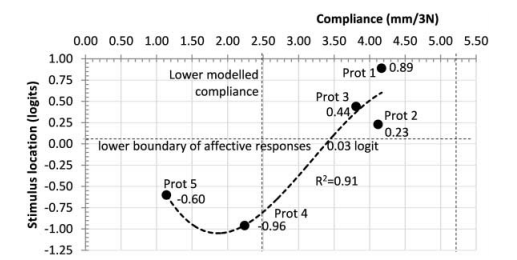 Compliance (mm/3N)
0.00 0.50 1.00 1.50 2.00 2.50 3.00 3.50 4.00 4.50 5.00 5.50
Stimulus location (logits)
1.00
0.75
0.50
0.25
0.00
-0.25
-0.50
-0.75
-1.00
-1.25
Lower modelled
compliance
Prot 1
0.89
Prot 3
0.44
Prot 2
0.23
lower boundary of affective responses 0.03 logit
R²=0.91
Prot 5
-0.60
Prot 4
-0.96